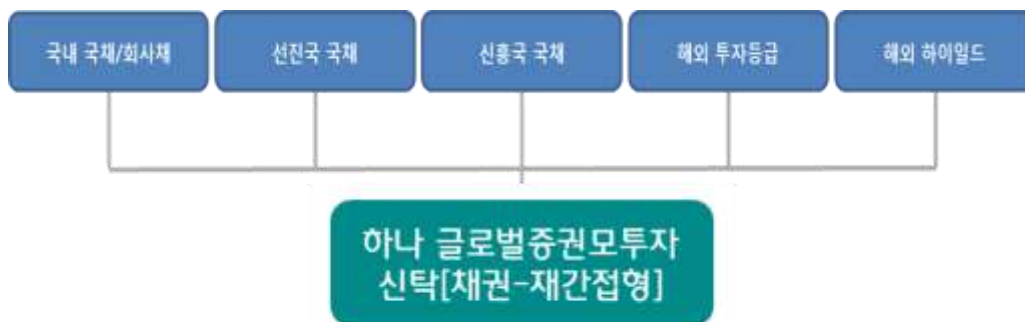 국내 국채/회사채
선진국 국채
신흥국 국채
해외 투자등급
해외 하이일드
하나 글로벌증권모투자
신탁[채권-재간접형]